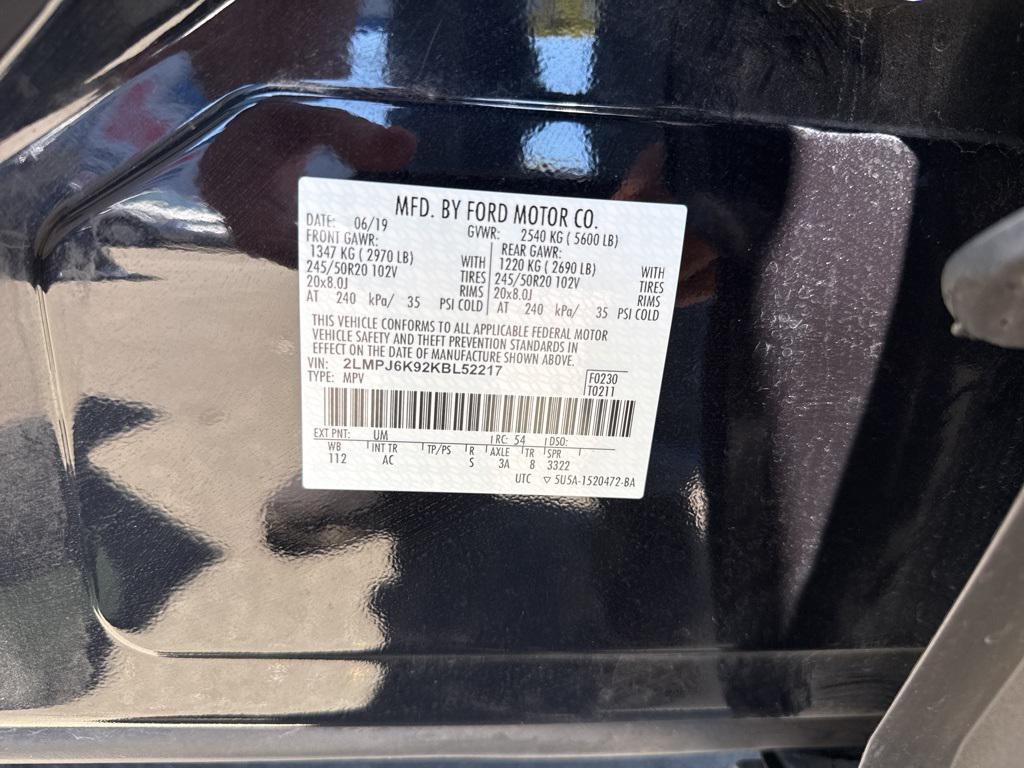 MFD. BY FORD MOTOR CO.
DATE: 06/19 GVWR: 2540 KG ( 5600 LB)
FRONT GAWR: REAR GAWR:
1347 KG ( 2970 LB) WITH 1220 KG ( 2690 LB) WITH
245/50R20 102V TIRES 245/50R20 102V TIRES
20x8.0J RIMS 20x8.0J RIMS
AT 240 kPa/ 35 PSI COLD AT 240 kPa/ 35 PSI COLD
THIS VEHICLE CONFORMS TO ALL APPLICABLE FEDERAL MOTOR
VEHICLE SAFETY AND THEFT PREVENTION STANDARDS IN
EFFECT ON THE DATE OF MANUFACTURE SHOWN ABOVE.
VIN: 2LMPJ6K92KBL52217
TYPE: MPV F0230
T0211
EXT PNT: UM RC: 54 DSO:
WB INT TR TP/PS R AXLE TR SPR
112 AC S 3A 8 3322
UTC ▽ 5U5A-1520472-BA